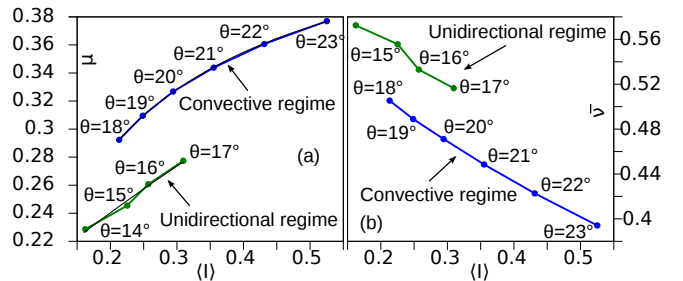 0.38
0.36
0.34
0.32
0.3
0.28
0.26
0.24
0.22
μ
θ=23°
θ=22°
θ=21°
θ=20°
θ=19°
θ=18°
Convective regime
θ=17°
θ=16°
θ=15°
θ=14°
Unidirectional regime
(a)
0.2 0.3 0.4 0.5
⟨I⟩
Unidirectional regime
θ=15°
θ=16°
θ=17°
θ=18°
θ=19°
θ=20°
θ=21°
θ=22°
θ=23°
Convective regime
(b)
0.56
0.52
0.48
0.44
0.4
ν̄
0.2 0.3 0.4 0.5
⟨I⟩